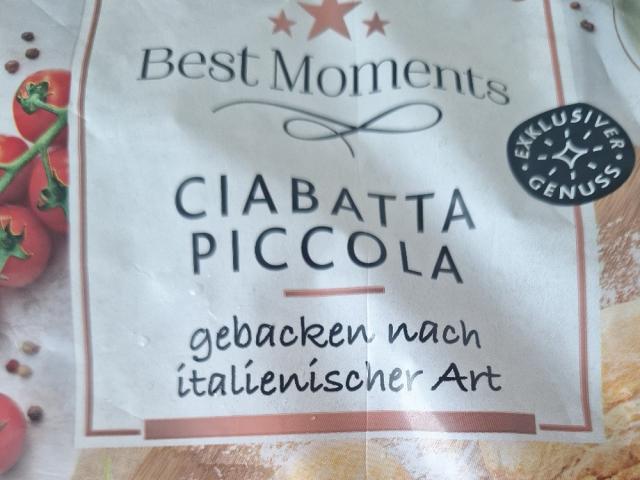 Best Moments
EXKLUSIVER
GENUSS
CIABATTA
PICCOLA
gebacken nach
italienischer Art